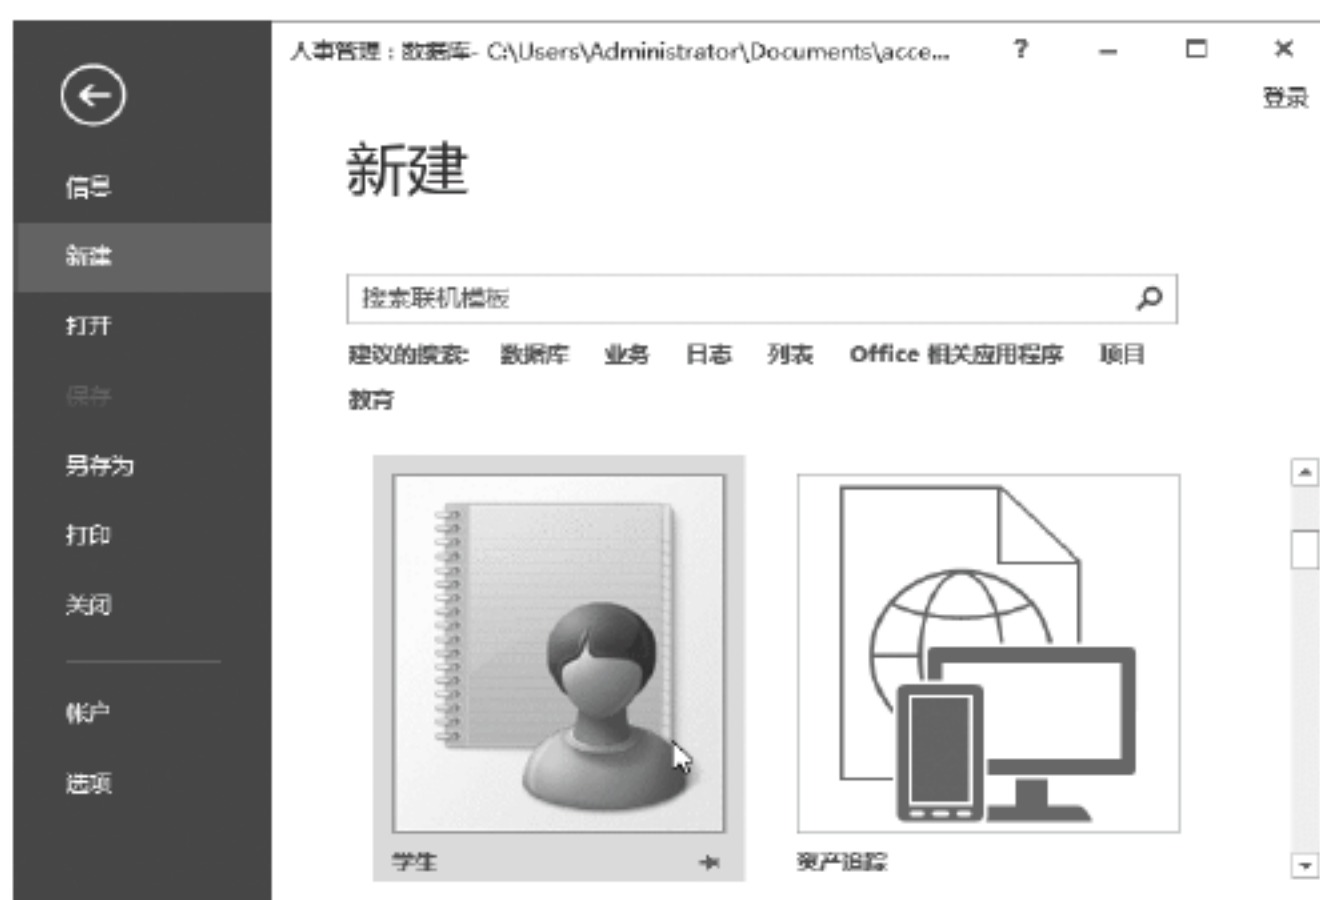 人事管理：数据库- C:\Users\Administrator\Documents\acce... ?
登录
信息
新建
打开
保存
另存为
打印
关闭
帐户
选项
新建
搜索联机模板
建议的搜索: 数据库 业务 日志 列表 Office 相关应用程序 项目
教育
学生 资产追踪